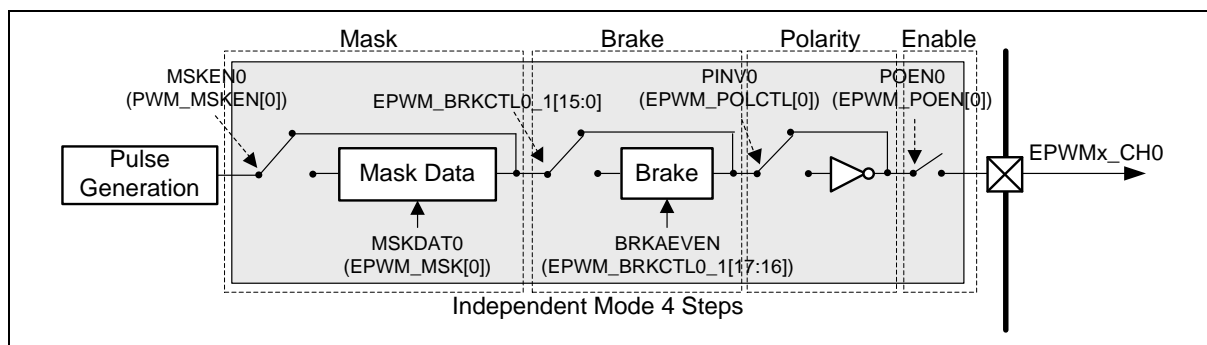 Mask Brake Polarity Enable
MSKEN0 PINV0 POEN0
(PWM_MSKEN[0]) EPWM_BRKCTL0_1[15:0] (EPWM_POLCTL[0]) (EPWM_POEN[0])
Pulse
Generation
Mask Data
Brake
EPWMx_CH0
MSKDAT0 BRKAEVEN
(EPWM_MSK[0]) (EPWM_BRKCTL0_1[17:16])
Independent Mode 4 Steps